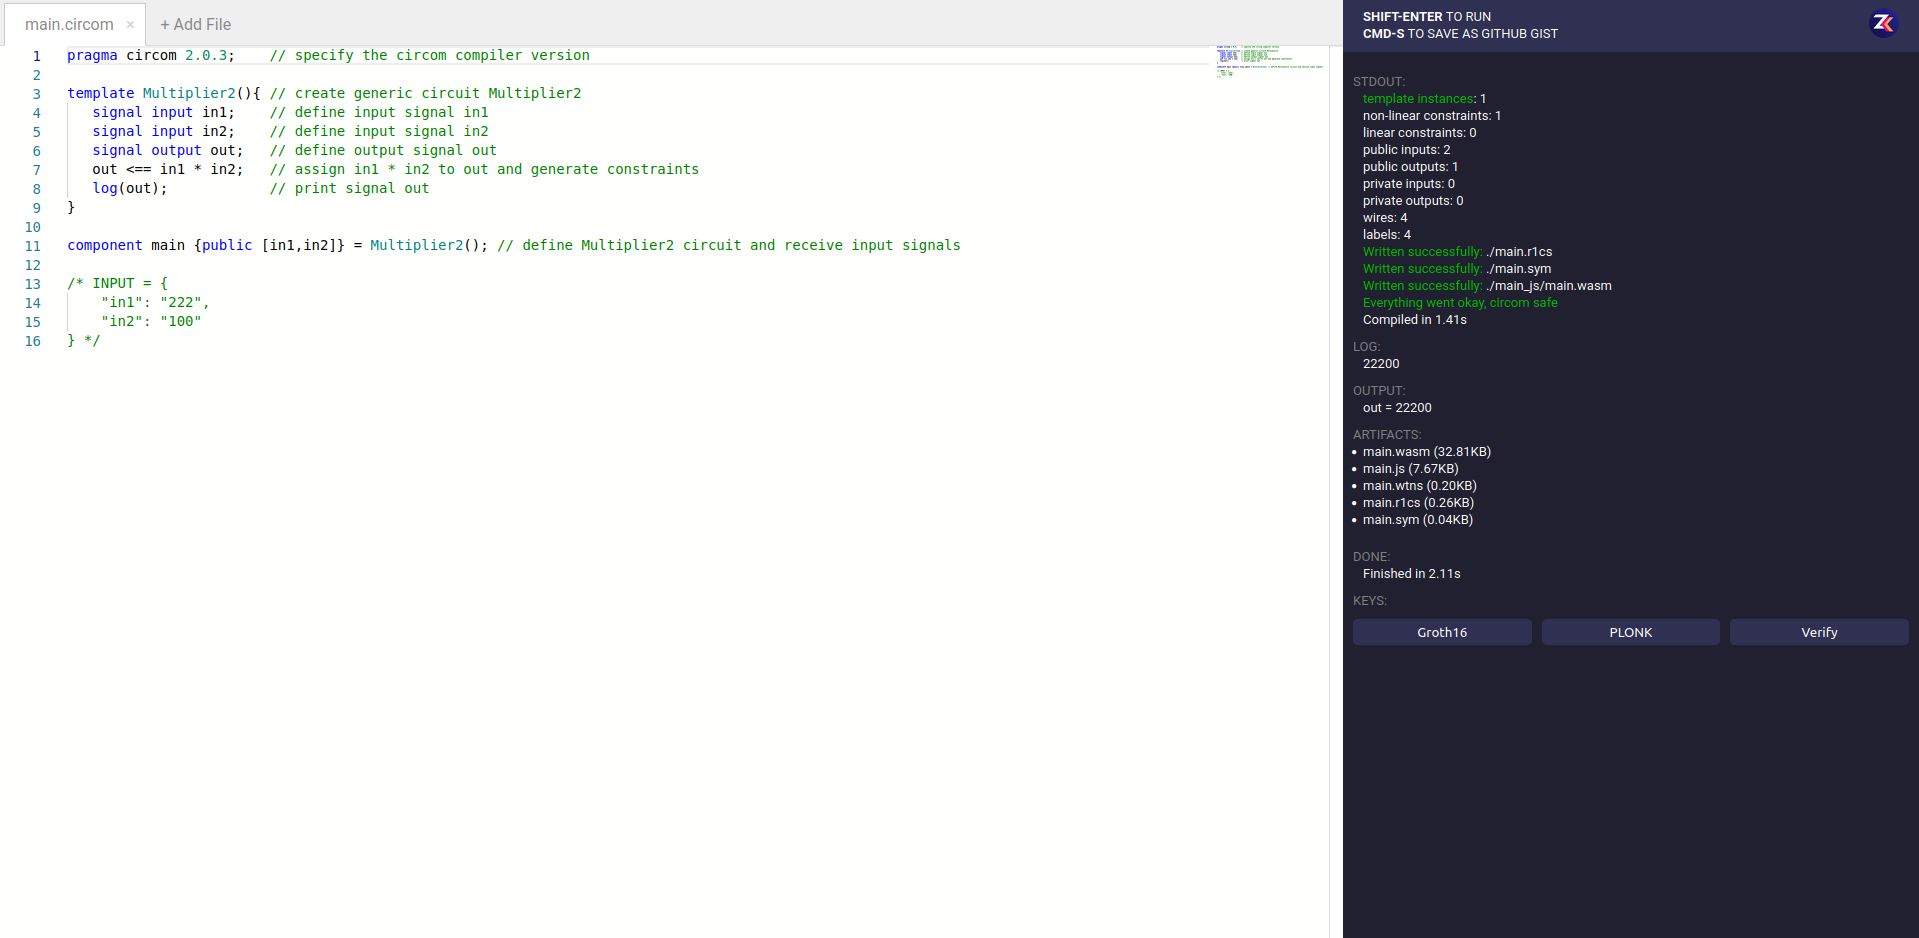 main.circom ×
+ Add File
1 pragma circom 2.0.3;    // specify the circom compiler version
2
3 template Multiplier2(){ // create generic circuit Multiplier2
4    signal input in1;    // define input signal in1
5    signal input in2;    // define input signal in2
6    signal output out;   // define output signal out
7    out <== in1 * in2;   // assign in1 * in2 to out and generate constraints
8    log(out);            // print signal out
9 }
10
11 component main {public [in1,in2]} = Multiplier2(); // define Multiplier2 circuit and receive input signals
12
13 /* INPUT = {
14     "in1": "222",
15     "in2": "100"
16 } */
SHIFT-ENTER TO RUN
CMD-S TO SAVE AS GITHUB GIST
STDOUT:
template instances: 1
non-linear constraints: 1
linear constraints: 0
public inputs: 2
public outputs: 1
private inputs: 0
private outputs: 0
wires: 4
labels: 4
Written successfully: ./main.r1cs
Written successfully: ./main.sym
Written successfully: ./main_js/main.wasm
Everything went okay, circom safe
Compiled in 1.41s
LOG:
22200
OUTPUT:
out = 22200
ARTIFACTS:
• main.wasm (32.81KB)
• main.js (7.67KB)
• main.wtns (0.20KB)
• main.r1cs (0.26KB)
• main.sym (0.04KB)
DONE:
Finished in 2.11s
KEYS:
Groth16
PLONK
Verify